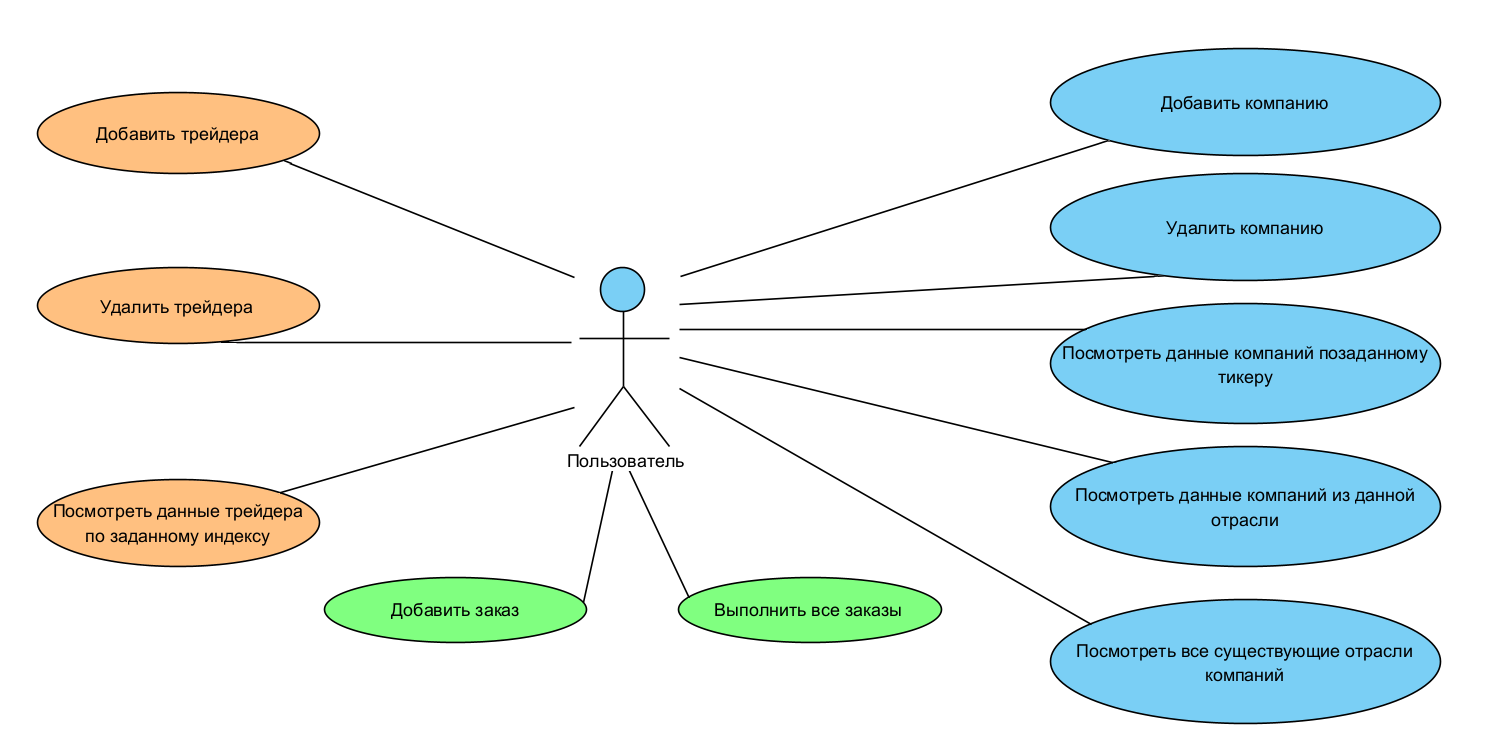 Добавить трейдера
Удалить трейдера
Посмотреть данные трейдера
по заданному индексу
Пользователь
Добавить заказ
Выполнить все заказы
Добавить компанию
Удалить компанию
Посмотреть данные компаний позаданному
тикеру
Посмотреть данные компаний из данной
отрасли
Посмотреть все существующие отрасли
компаний